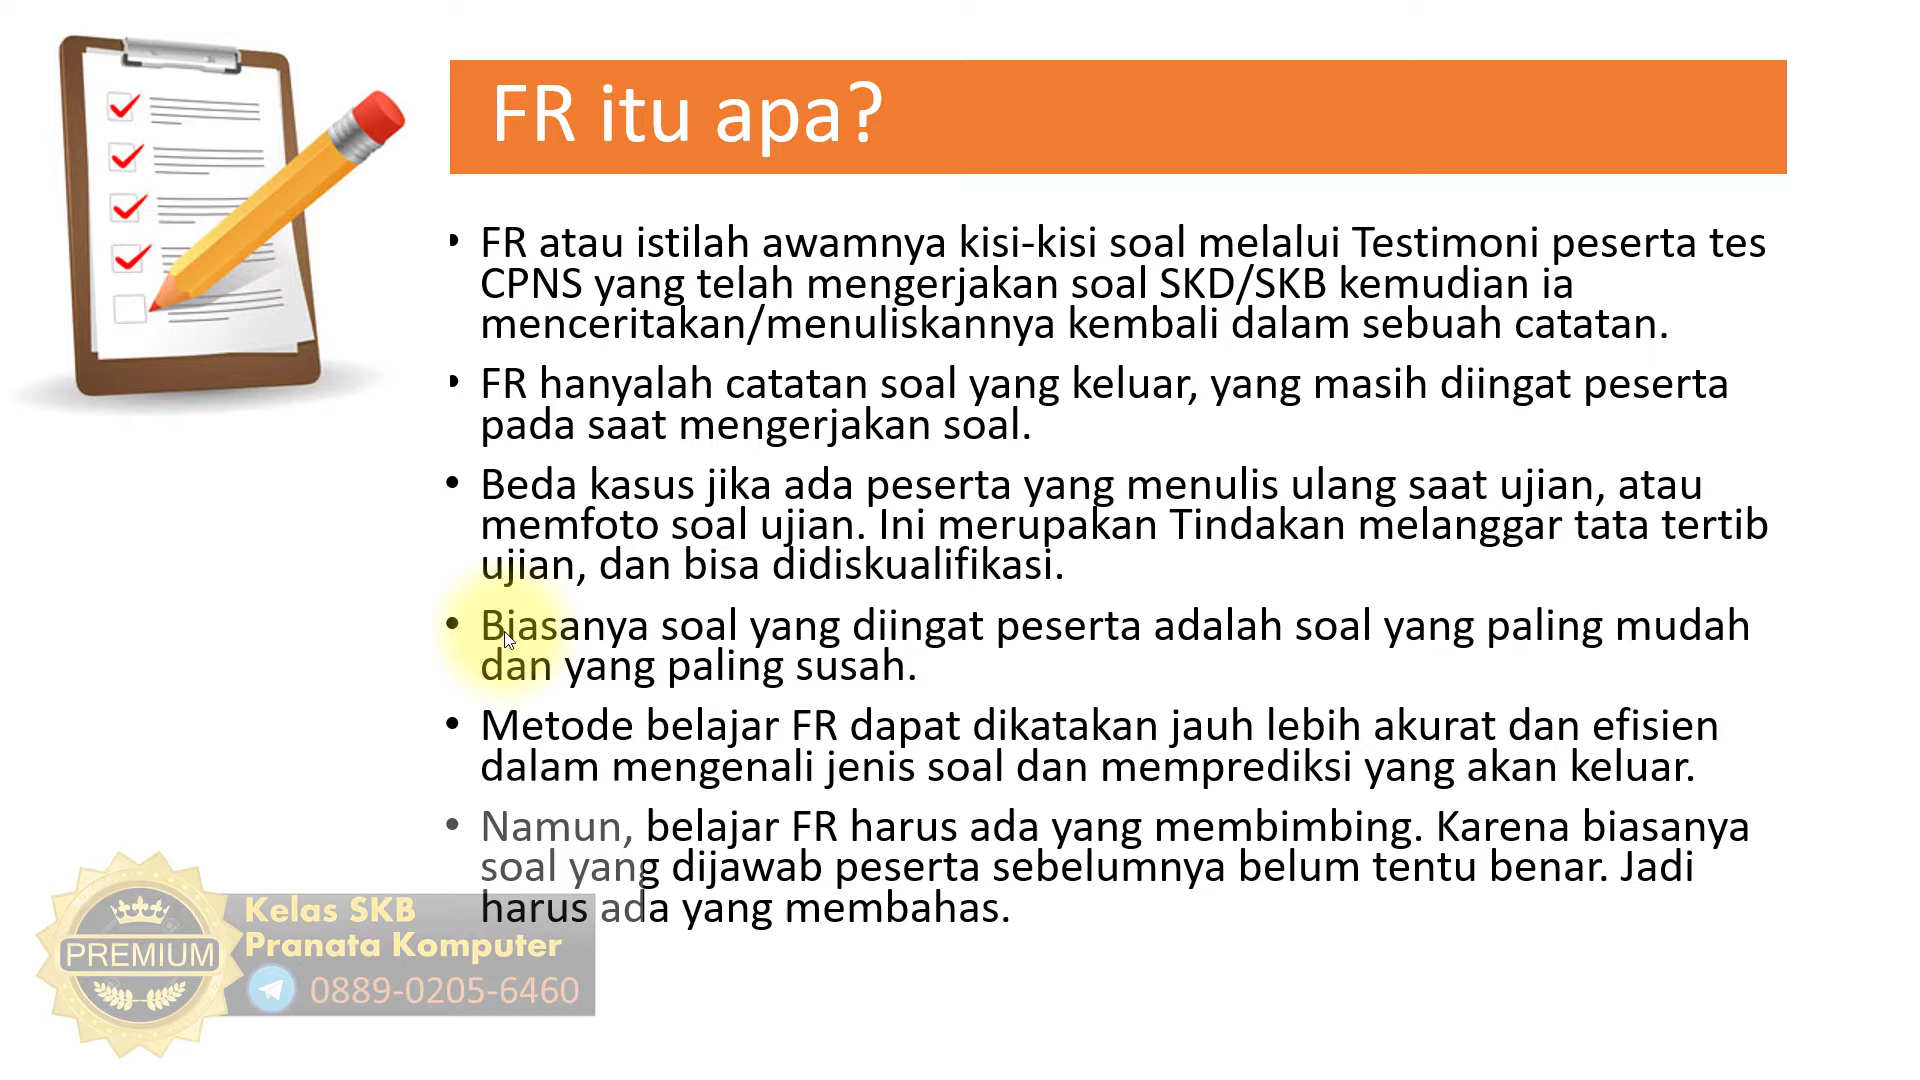 FR itu apa?
• FR atau istilah awamnya kisi-kisi soal melalui Testimoni peserta tes
CPNS yang telah mengerjakan soal SKD/SKB kemudian ia
menceritakan/menuliskannya kembali dalam sebuah catatan.
• FR hanyalah catatan soal yang keluar, yang masih diingat peserta
pada saat mengerjakan soal.
• Beda kasus jika ada peserta yang menulis ulang saat ujian, atau
memfoto soal ujian. Ini merupakan Tindakan melanggar tata tertib
ujian, dan bisa didiskualifikasi.
• Biasanya soal yang diingat peserta adalah soal yang paling mudah
dan yang paling susah.
• Metode belajar FR dapat dikatakan jauh lebih akurat dan efisien
dalam mengenali jenis soal dan memprediksi yang akan keluar.
• Namun, belajar FR harus ada yang membimbing. Karena biasanya
soal yang dijawab peserta sebelumnya belum tentu benar. Jadi
harus ada yang membahas.
PREMIUM
Kelas SKB
Pranata Komputer
0889-0205-6460